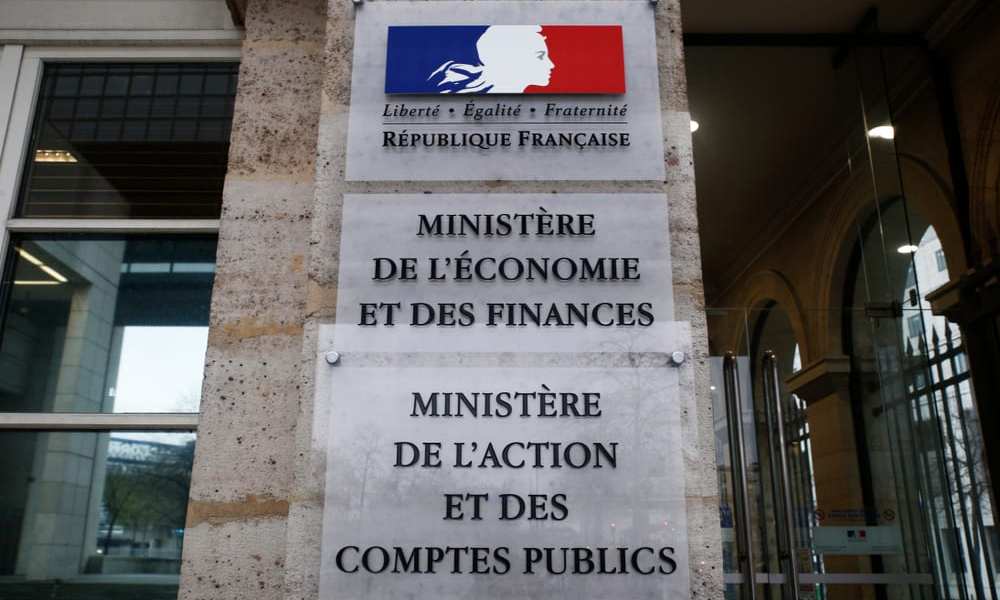 Liberté • Égalité • Fraternité
RÉPUBLIQUE FRANÇAISE
MINISTÈRE
DE L'ÉCONOMIE
ET DES FINANCES
MINISTÈRE
DE L'ACTION
ET DES
COMPTES PUBLICS